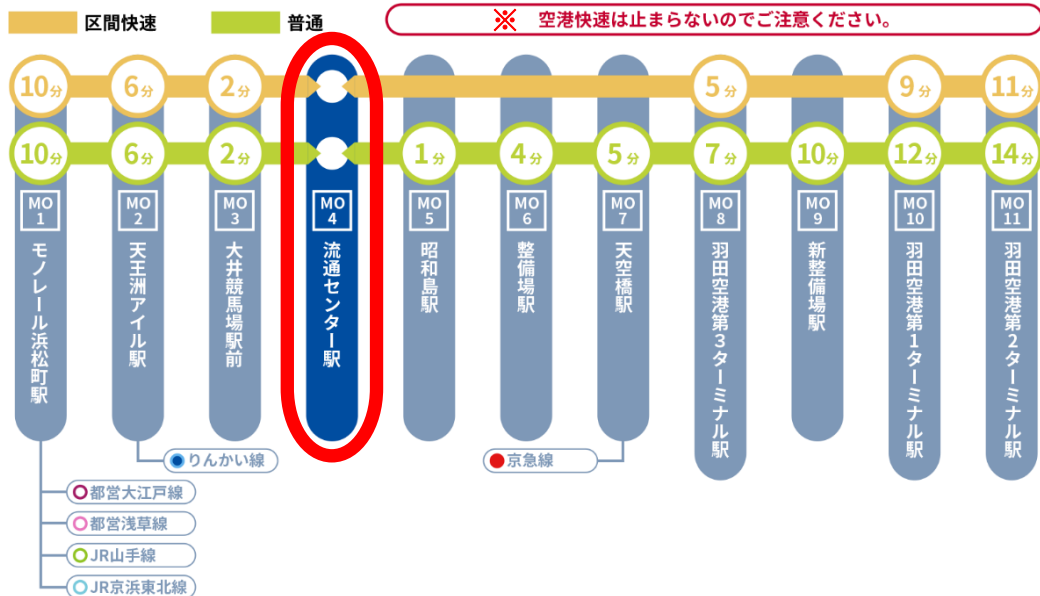 区間快速
普通
※ 空港快速は止まらないのでご注意ください。
10分
6分
2分
5分
9分
11分
10分
6分
2分
1分
4分
5分
7分
10分
12分
14分
MO
1
モノレール浜松町駅
MO
2
天王洲アイル駅
MO
3
大井競馬場駅前
MO
4
流通センター駅
MO
5
昭和島駅
MO
6
整備場駅
MO
7
天空橋駅
MO
8
羽田空港第3ターミナル駅
MO
9
新整備場駅
MO
10
羽田空港第1ターミナル駅
MO
11
羽田空港第2ターミナル駅
りんかい線
京急線
都営大江戸線
都営浅草線
JR山手線
JR京浜東北線